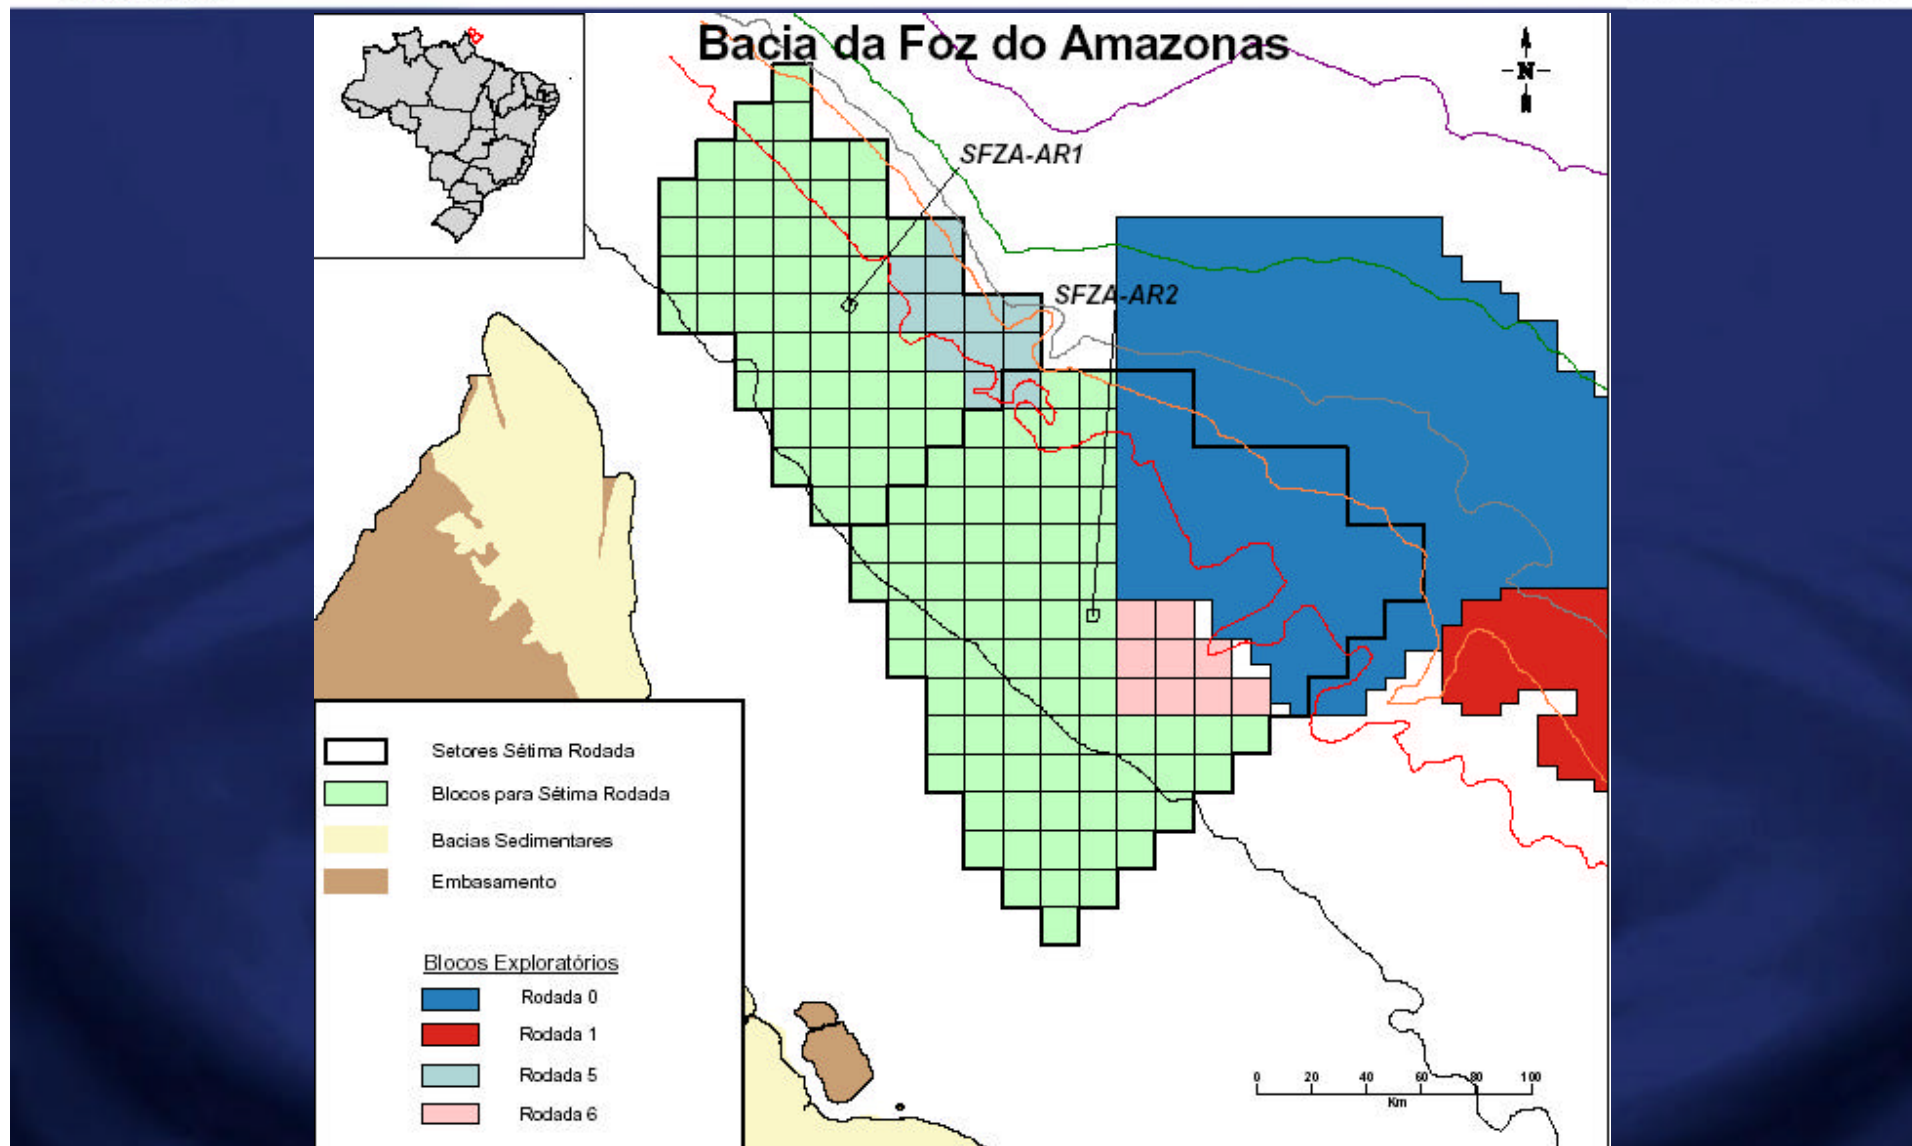 Bacia da Foz do Amazonas
N
SFZA-AR1
SFZA-AR2
Setores Sétima Rodada
Blocos para Sétima Rodada
Bacias Sedimentares
Embasamento
Blocos Exploratórios
Rodada 0
Rodada 1
Rodada 5
Rodada 6
0 20 40 60 80 100
Km